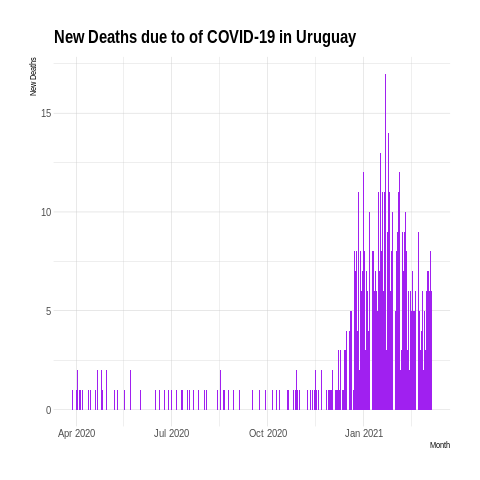 New Deaths due to of COVID-19 in Uruguay
New Deaths
15
10
5
0
Apr 2020 Jul 2020 Oct 2020 Jan 2021
Month